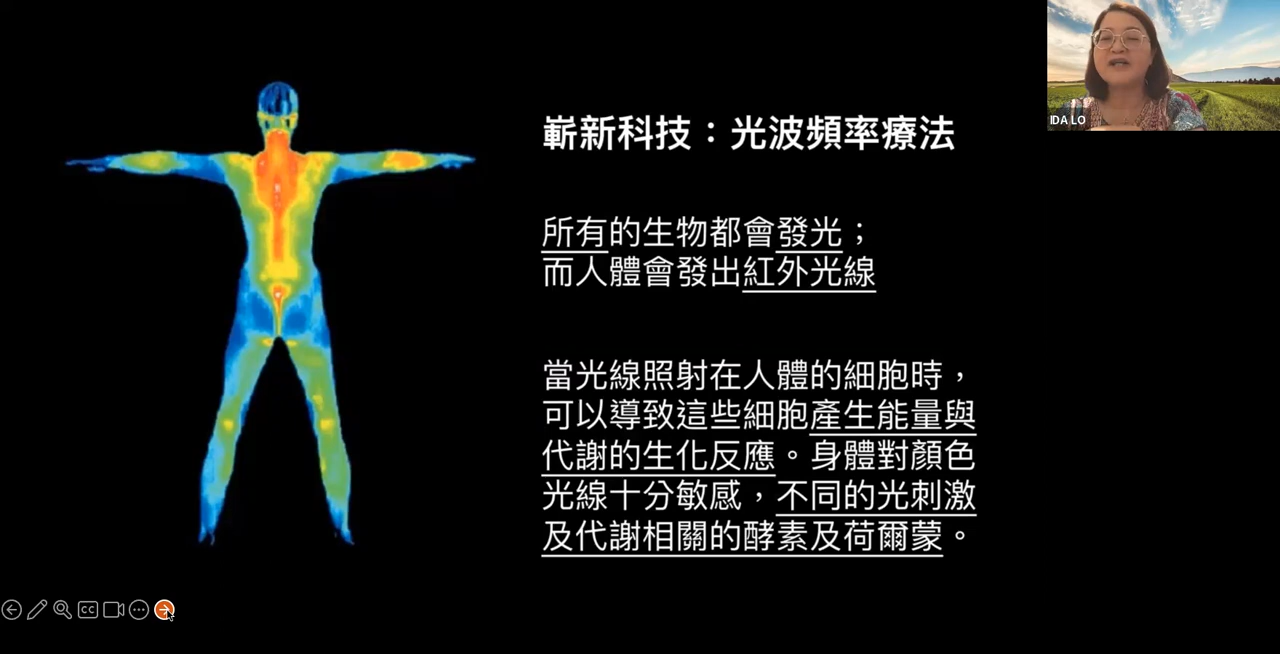 嶄新科技：光波頻率療法
所有的生物都會發光；
而人體會發出紅外光線
當光線照射在人體的細胞時，
可以導致這些細胞產生能量與
代謝的生化反應。身體對顏色
光線十分敏感，不同的光刺激
及代謝相關的酵素及荷爾蒙。
IDA LO
CC